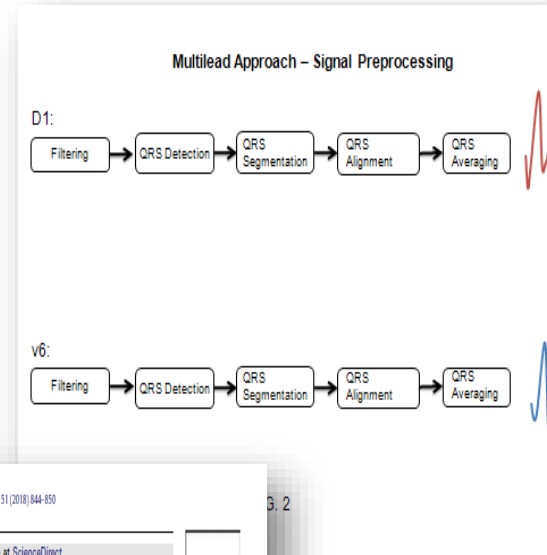 Multilead Approach – Signal Preprocessing
D1:
Filtering
QRS Detection
QRS
Segmentation
QRS
Alignment
QRS
Averaging
v6:
Filtering
QRS Detection
QRS
Segmentation
QRS
Alignment
QRS
Averaging
G. 2
51 (2018) 844-850
at ScienceDirect